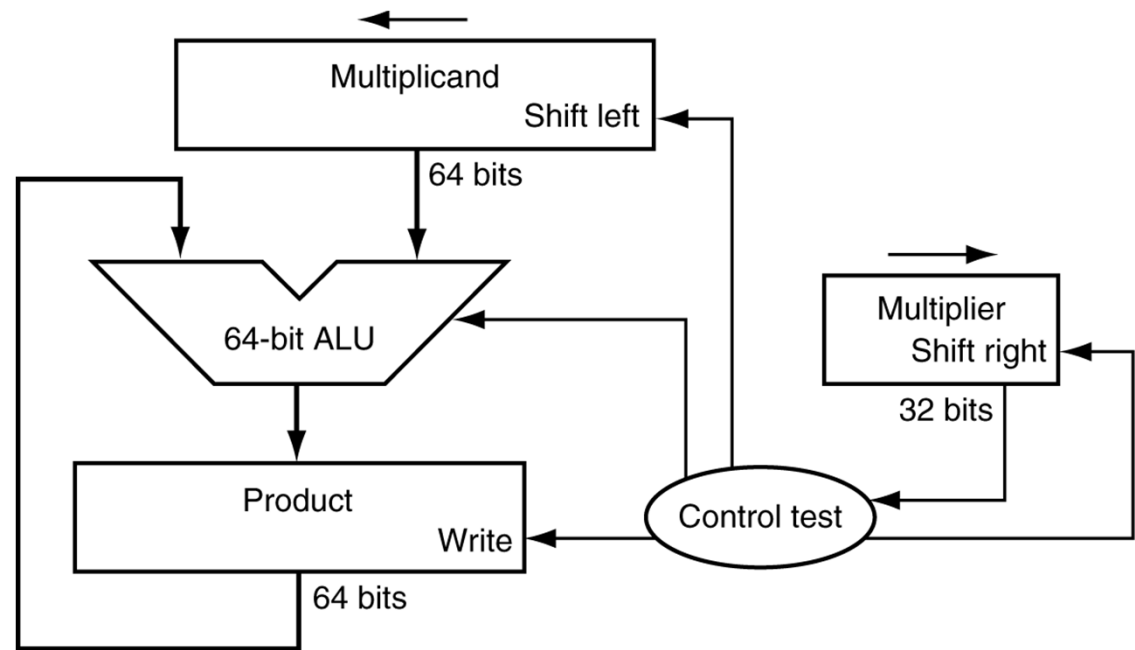 Multiplicand
Shift left
64 bits
64-bit ALU
Multiplier
Shift right
32 bits
Product
Write
Control test
64 bits